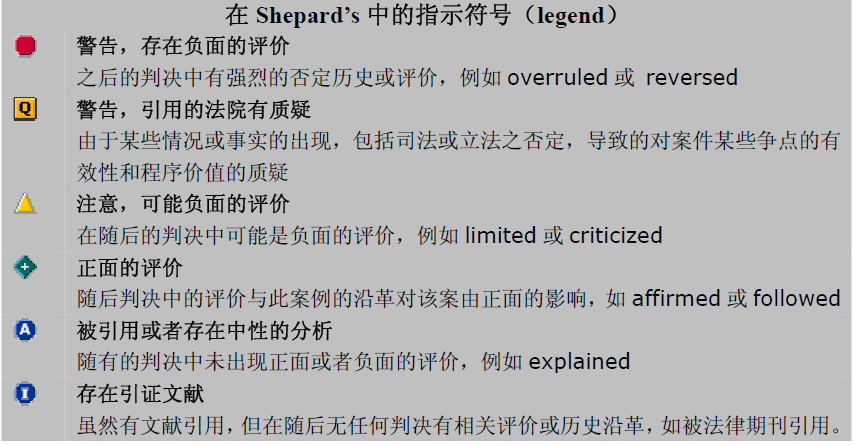 在 Shepard’s 中的指示符号（legend）
警告，存在负面的评价
之后的判决中有强烈的否定历史或评价，例如 overruled 或 reversed
Q
警告，引用的法院有质疑
由于某些情况或事实的出现，包括司法或立法之否定，导致的对案件某些争点的有
效性和程序价值的质疑
注意，可能负面的评价
在随后的判决中可能是负面的评价，例如 limited 或 criticized
正面的评价
随后判决中的评价与此案例的沿革对该案由正面的影响，如 affirmed 或 followed
A
被引用或者存在中性的分析
随有的判决中未出现正面或者负面的评价，例如 explained
I
存在引证文献
虽然有文献引用，但在随后无任何判决有相关评价或历史沿革，如被法律期刊引用。